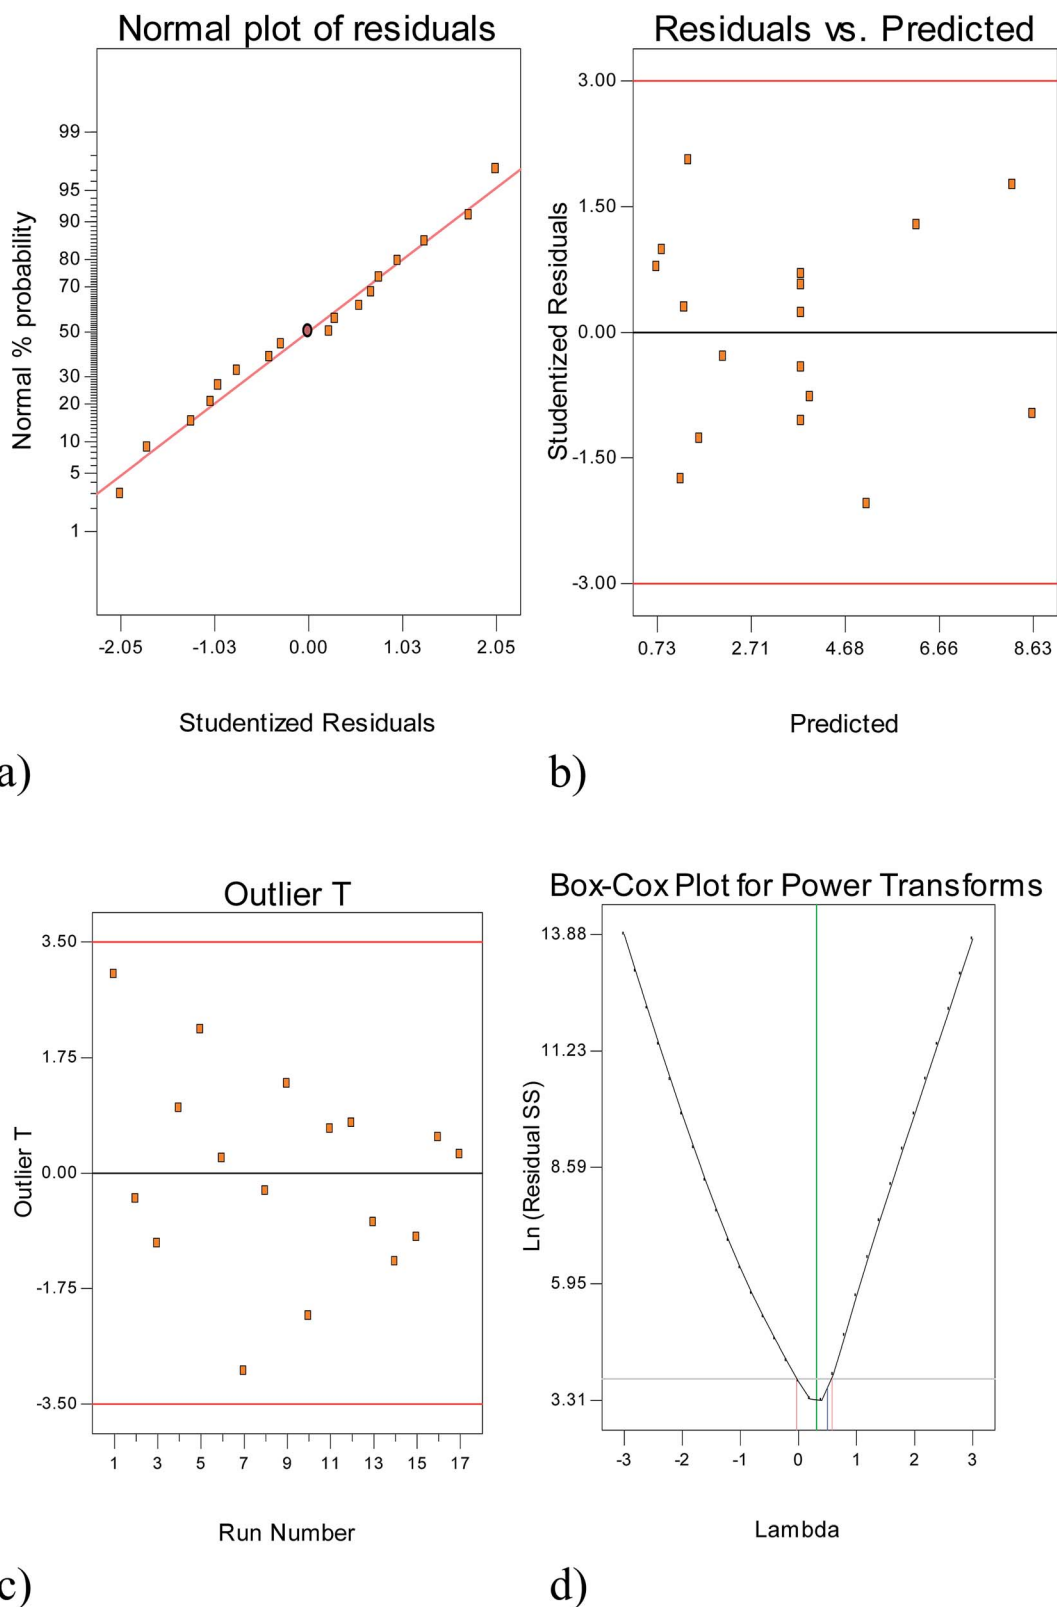 Normal plot of residuals
Normal % probability
99
95
90
80
70
50
30
20
10
5
1
-2.05 -1.03 0.00 1.03 2.05
Studentized Residuals
a)
Residuals vs. Predicted
Studentized Residuals
3.00
1.50
0.00
-1.50
-3.00
0.73 2.71 4.68 6.66 8.63
Predicted
b)
Outlier T
Outlier T
3.50
1.75
0.00
-1.75
-3.50
1 3 5 7 9 11 13 15 17
Run Number
c)
Box-Cox Plot for Power Transforms
Ln (Residual SS)
13.88
11.23
8.59
5.95
3.31
-3 -2 -1 0 1 2 3
Lambda
d)